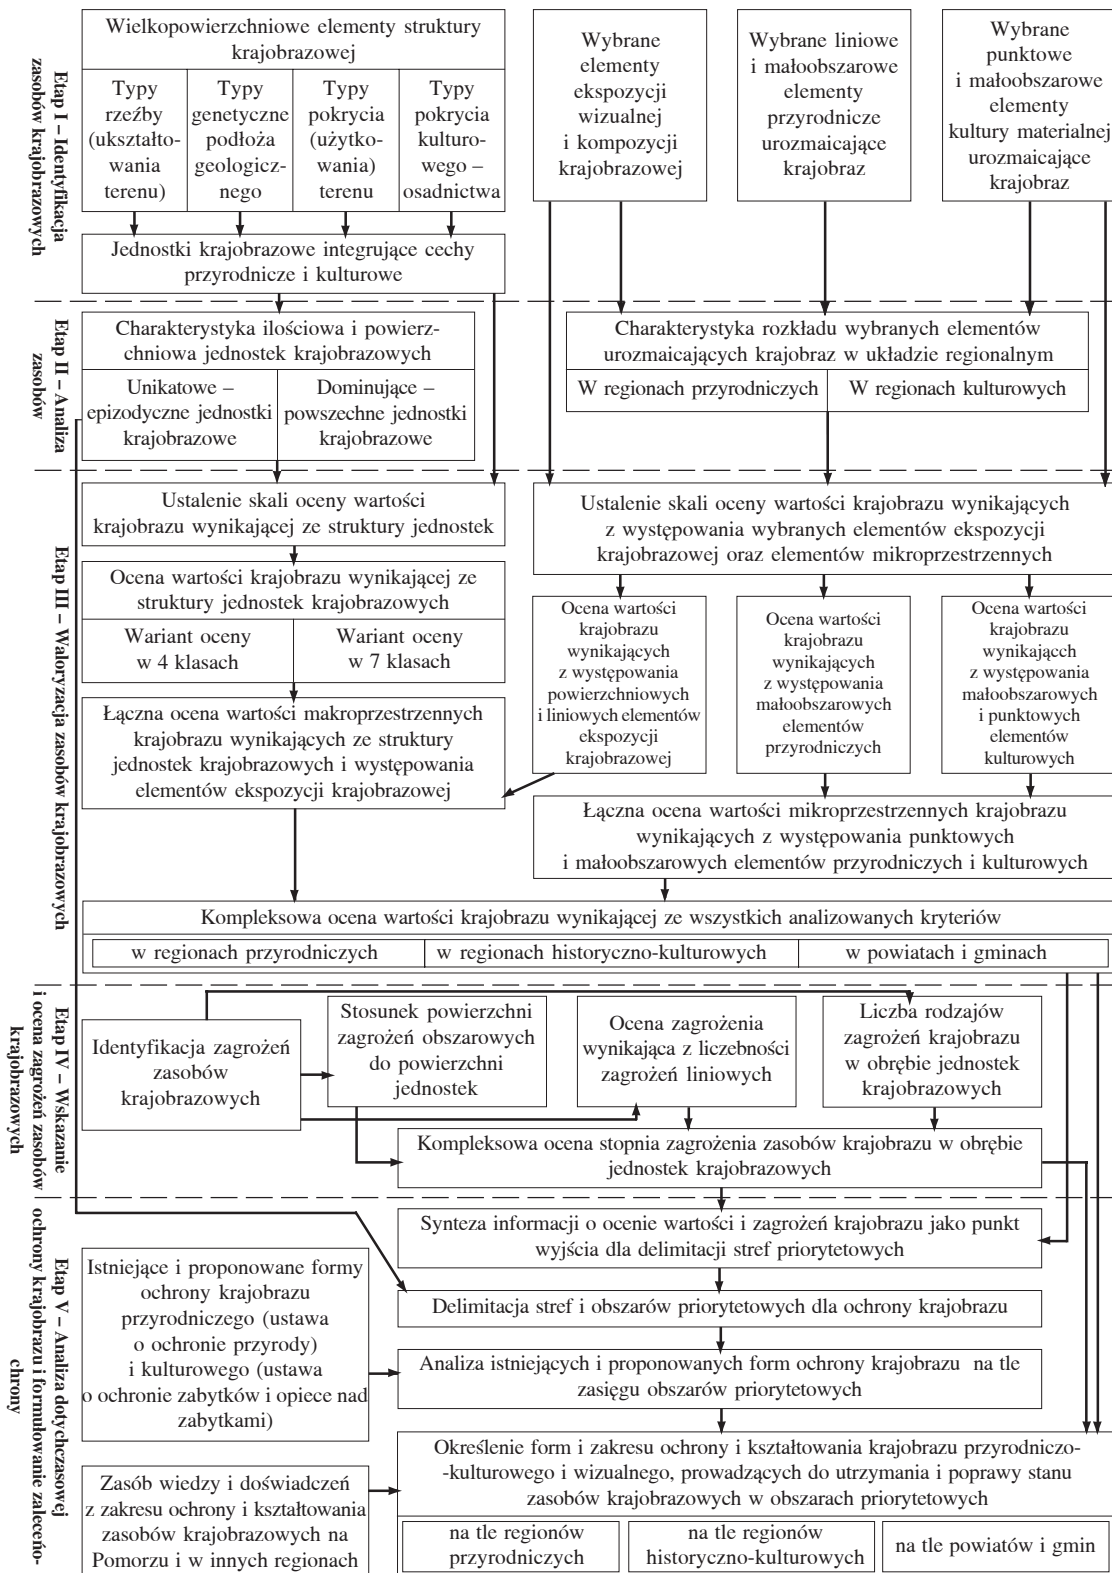 Etap I – Identyfikacja
zasobów krajobrazowych
Wielkopowierzchniowe elementy struktury
krajobrazowej
Typy
rzeźby
(ukształto-
wania
terenu)
Typy
genetyczne
podłoża
geologicz-
nego
Typy
pokrycia
(użytko-
wania)
terenu
Typy
pokrycia
kulturo-
wego –
osadnictwa
Wybrane
elementy
ekspozycji
wizualnej
i kompozycji
krajobrazowej
Wybrane liniowe
i małoobszarowe
elementy
przyrodnicze
urozmaicające
krajobraz
Wybrane
punktowe
i małoobszarowe
elementy
kultury materialnej
urozmaicające
krajobraz
Jednostki krajobrazowe integrujące cechy
przyrodnicze i kulturowe
Etap II – Analiza
zasobów
Charakterystyka ilościowa i powierz-
chniowa jednostek krajobrazowych
Unikatowe –
epizodyczne jednostki
krajobrazowe
Dominujące –
powszechne jednostki
krajobrazowe
Charakterystyka rozkładu wybranych elementów
urozmaicających krajobraz w układzie regionalnym
W regionach przyrodniczych
W regionach kulturowych
Etap III – Waloryzacja zasobów krajobrazowych
Ustalenie skali oceny wartości
krajobrazu wynikającej ze struktury jednostek
Ocena wartości krajobrazu wynikającej ze
struktury jednostek krajobrazowych
Wariant oceny
w 4 klasach
Wariant oceny
w 7 klasach
Łączna ocena wartości makroprzestrzennych
krajobrazu wynikających ze struktury
jednostek krajobrazowych i występowania
elementów ekspozycji krajobrazowej
Ustalenie skali oceny wartości krajobrazu wynikających
z występowania wybranych elementów ekspozycji
krajobrazowej oraz elementów mikroprzestrzennych
Ocena wartości
krajobrazu
wynikających
z występowania
powierzchniowych
i liniowych elementów
ekspozycji
krajobrazowej
Ocena wartości
krajobrazu
wynikających
z występowania
małoobszarowych
elementów
przyrodniczych
Ocena wartości
krajobrazu
wynikającch
z występowania
małoobszarowych
i punktowych
elementów
kulturowych
Łączna ocena wartości mikroprzestrzennych krajobrazu
wynikających z występowania punktowych
i małoobszarowych elementów przyrodniczych i kulturowych
Kompleksowa ocena wartości krajobrazu wynikającej ze wszystkich analizowanych kryteriów
w regionach przyrodniczych
w regionach historyczno-kulturowych
w powiatach i gminach
Etap IV – Wskazanie
i ocena zagrożeń zasobów
krajobrazowych
Identyfikacja zagrożeń
zasobów
krajobrazowych
Stosunek powierzchni
zagrożeń obszarowych
do powierzchni
jednostek
Ocena zagrożenia
wynikająca z liczebności
zagrożeń liniowych
Liczba rodzajów
zagrożeń krajobrazu
w obrębie jednostek
krajobrazowych
Kompleksowa ocena stopnia zagrożenia zasobów krajobrazu w obrębie
jednostek krajobrazowych
Etap V – Analiza dotychczasowej
ochrony krajobrazu i formułowanie zaleceńo-
chrony
Synteza informacji o ocenie wartości i zagrożeń krajobrazu jako punkt
wyjścia dla delimitacji stref priorytetowych
Istniejące i proponowane formy
ochrony krajobrazu
przyrodniczego (ustawa
o ochronie przyrody)
i kulturowego (ustawa
o ochronie zabytków i opiece nad
zabytkami)
Delimitacja stref i obszarów priorytetowych dla ochrony krajobrazu
Analiza istniejących i proponowanych form ochrony krajobrazu na tle
zasięgu obszarów priorytetowych
Zasób wiedzy i doświadczeń
z zakresu ochrony i kształtowania
zasobów krajobrazowych na
Pomorzu i w innych regionach
Określenie form i zakresu ochrony i kształtowania krajobrazu przyrodniczo-
-kulturowego i wizualnego, prowadzących do utrzymania i poprawy stanu
zasobów krajobrazowych w obszarach priorytetowych
na tle regionów
przyrodniczych
na tle regionów
historyczno-kulturowych
na tle powiatów i gmin